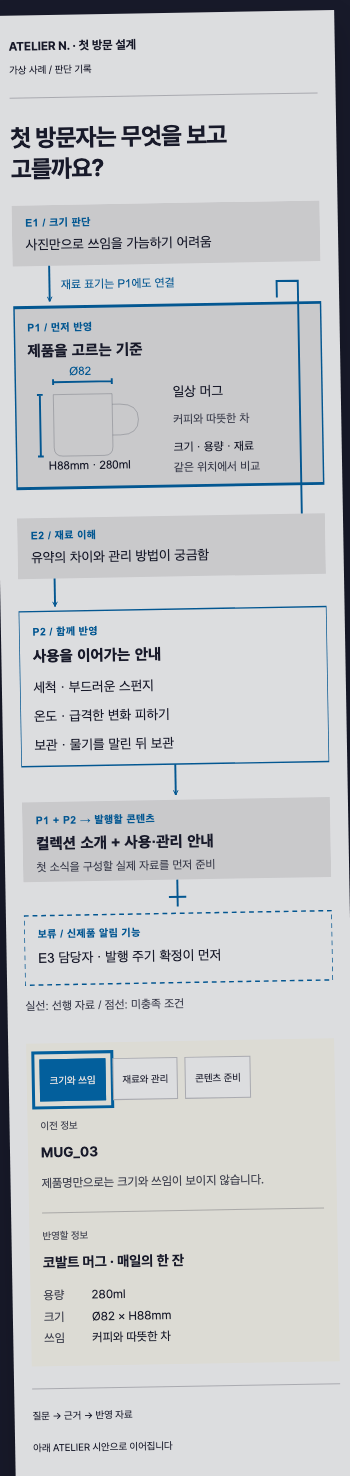 ATELIER N. · 첫 방문 설계
가상 사례 / 판단 기록
첫 방문자는 무엇을 보고
고를까요?
E1 / 크기 판단
사진만으로 쓰임을 가늠하기 어려움
재료 표기는 P1에도 연결
P1 / 먼저 반영
제품을 고르는 기준
Ø82
H88mm · 280ml
일상 머그
커피와 따뜻한 차
크기 · 용량 · 재료
같은 위치에서 비교
E2 / 재료 이해
유약의 차이와 관리 방법이 궁금함
P2 / 함께 반영
사용을 이어가는 안내
세척 · 부드러운 스펀지
온도 · 급격한 변화 피하기
보관 · 물기를 말린 뒤 보관
P1 + P2 → 발행할 콘텐츠
컬렉션 소개 + 사용·관리 안내
첫 소식을 구성할 실제 자료를 먼저 준비
보류 / 신제품 알림 기능
E3 담당자 · 발행 주기 확정이 먼저
실선: 선행 자료 / 점선: 미충족 조건
크기와 쓰임 재료와 관리 콘텐츠 준비
이전 정보
MUG_03
제품명만으로는 크기와 쓰임이 보이지 않습니다.
반영할 정보
코발트 머그 · 매일의 한 잔
용량 280ml
크기 Ø82 × H88mm
쓰임 커피와 따뜻한 차
질문 → 근거 → 반영 자료
아래 ATELIER 시안으로 이어집니다